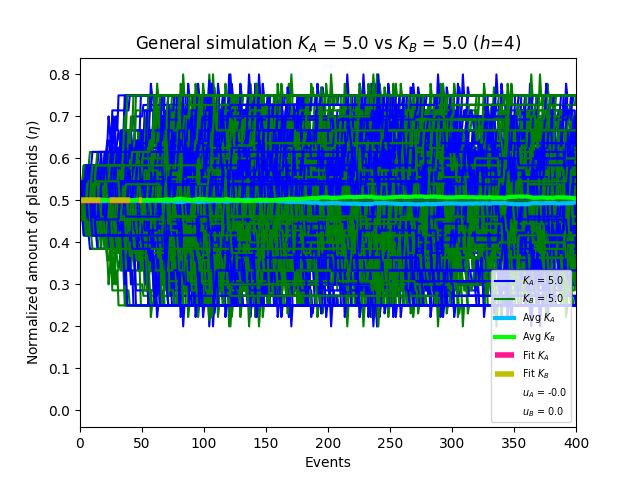 General simulation K_A = 5.0 vs K_B = 5.0 (h=4)
Normalized amount of plasmids (η)
0.8
0.7
0.6
0.5
0.4
0.3
0.2
0.1
0.0
K_A = 5.0
K_B = 5.0
Avg K_A
Avg K_B
Fit K_A
Fit K_B
u_A = -0.0
u_B = 0.0
0 50 100 150 200 250 300 350 400
Events